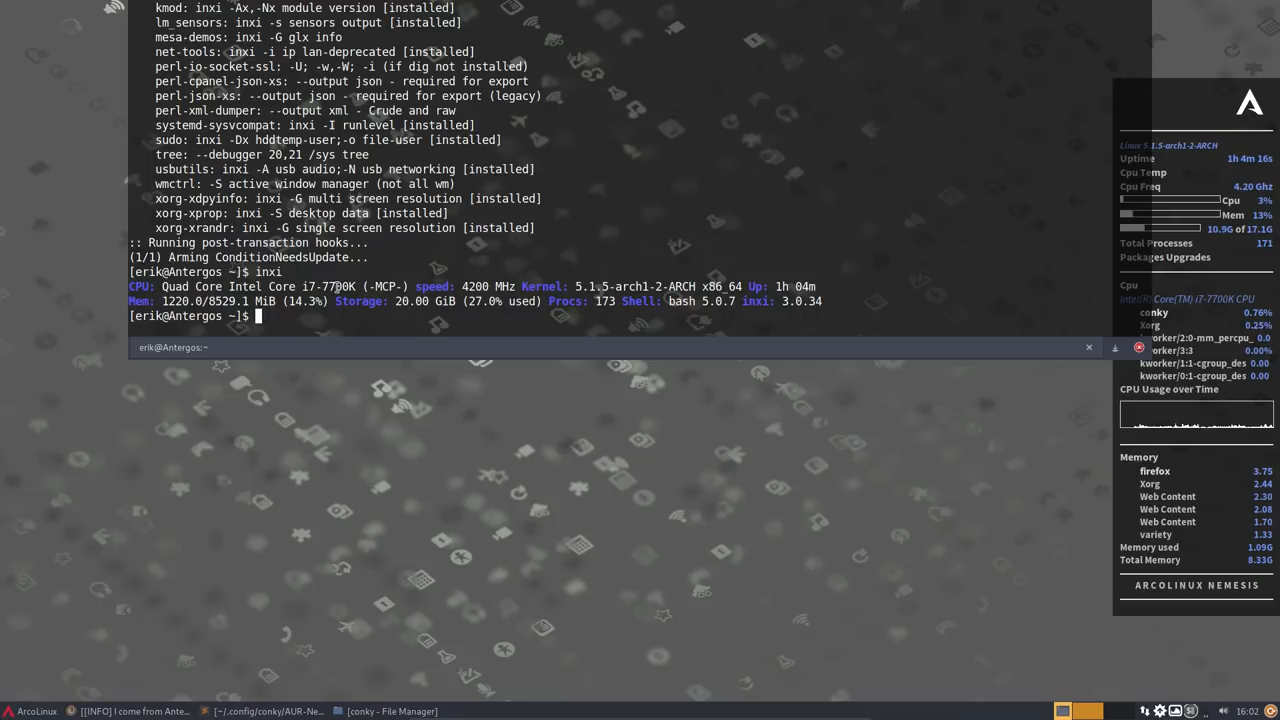 kmod: inxi -Ax,-Nx module version [installed]
lm_sensors: inxi -s sensors output [installed]
mesa-demos: inxi -G glx info
net-tools: inxi -i ip lan-deprecated [installed]
perl-io-socket-ssl: -U; -w,-W; -i (if dig not installed)
perl-cpanel-json-xs: --output json - required for export
perl-json-xs: --output json - required for export (legacy)
perl-xml-dumper: --output xml - Crude and raw
systemd-sysvcompat: inxi -I runlevel [installed]
sudo: inxi -Dx hddtemp-user;-o file-user [installed]
tree: --debugger 20,21 /sys tree
usbutils: inxi -A usb audio;-N usb networking [installed]
wmctrl: -S active window manager (not all wm)
xorg-xdpyinfo: inxi -G multi screen resolution [installed]
xorg-xprop: inxi -S desktop data [installed]
xorg-xrandr: inxi -G single screen resolution [installed]
:: Running post-transaction hooks...
(1/1) Arming ConditionNeedsUpdate...
[erik@Antergos ~]$ inxi
CPU: Quad Core Intel Core i7-7700K (-MCP-) speed: 4200 MHz Kernel: 5.1.5-arch1-2-ARCH x86_64 Up: 1h 04m
Mem: 1220.0/8529.1 MiB (14.3%) Storage: 20.00 GiB (27.0% used) Procs: 173 Shell: bash 5.0.7 inxi: 3.0.34
[erik@Antergos ~]$
erik@Antergos:~
Linux 5.1.5-arch1-2-ARCH
Uptime 1h 4m 16s
Cpu Temp
Cpu Freq 4.20 Ghz
Cpu 3%
Mem 13%
10.9G of 17.1G
Total Processes 171
Packages Upgrades
Cpu
Intel(R) Core(TM) i7-7700K CPU
conky 0.76%
Xorg 0.25%
kworker/2:0-mm_percpu_ 0.0
kworker/3:3 0.00%
kworker/1:1-cgroup_des 0.00
kworker/0:1-cgroup_des 0.00
CPU Usage over Time
Memory
firefox 3.75
Xorg 2.44
Web Content 2.30
Web Content 2.08
Web Content 1.70
variety 1.33
Memory used 1.09G
Total Memory 8.33G
ARCOLINUX NEMESIS
ArcoLinux
[[INFO] I come from Ante...
[~/.config/conky/AUR-Ne...
[conky - File Manager]
16:02